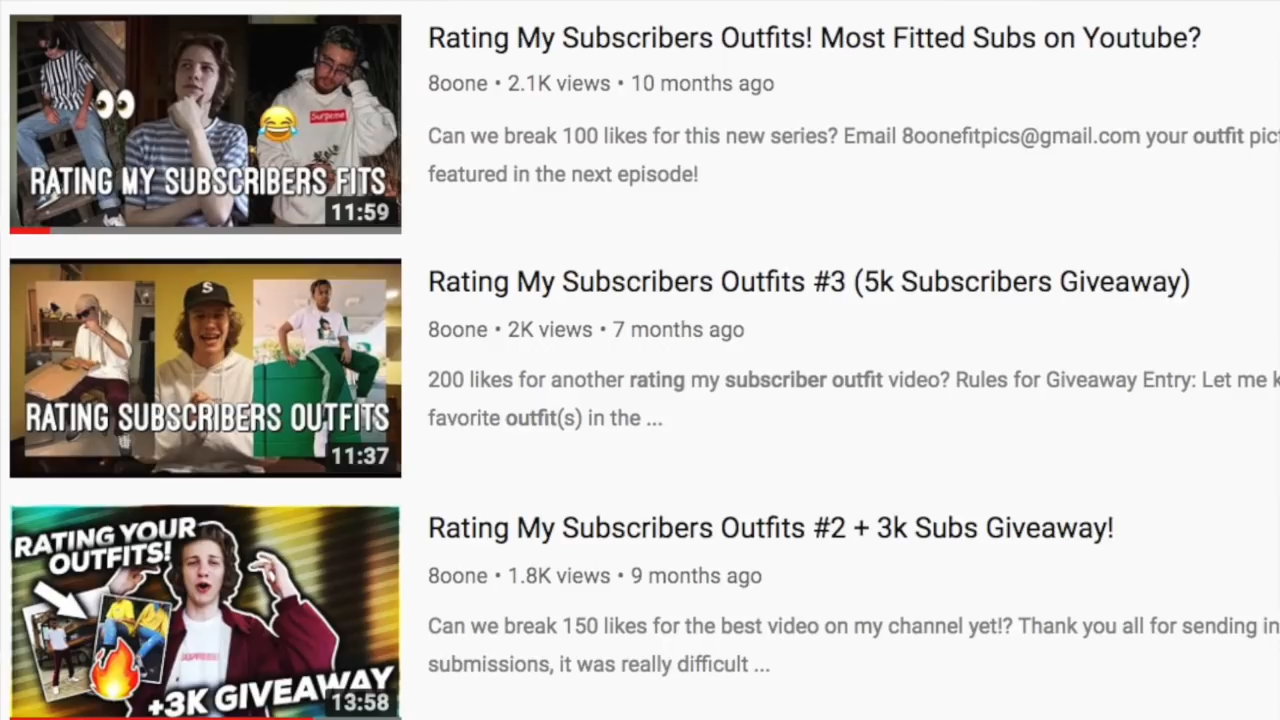 Rating My Subscribers Outfits! Most Fitted Subs on Youtube?
8oone • 2.1K views • 10 months ago
Can we break 100 likes for this new series? Email 8oonefitpics@gmail.com your outfit pict
featured in the next episode!
Supreme
RATING MY SUBSCRIBERS FITS
11:59
Rating My Subscribers Outfits #3 (5k Subscribers Giveaway)
8oone • 2K views • 7 months ago
200 likes for another rating my subscriber outfit video? Rules for Giveaway Entry: Let me k
favorite outfit(s) in the ...
S
RATING SUBSCRIBERS OUTFITS
11:37
Rating My Subscribers Outfits #2 + 3k Subs Giveaway!
8oone • 1.8K views • 9 months ago
Can we break 150 likes for the best video on my channel yet!? Thank you all for sending in
submissions, it was really difficult ...
RATING YOUR
OUTFITS!
+3K GIVEAWAY
13:58